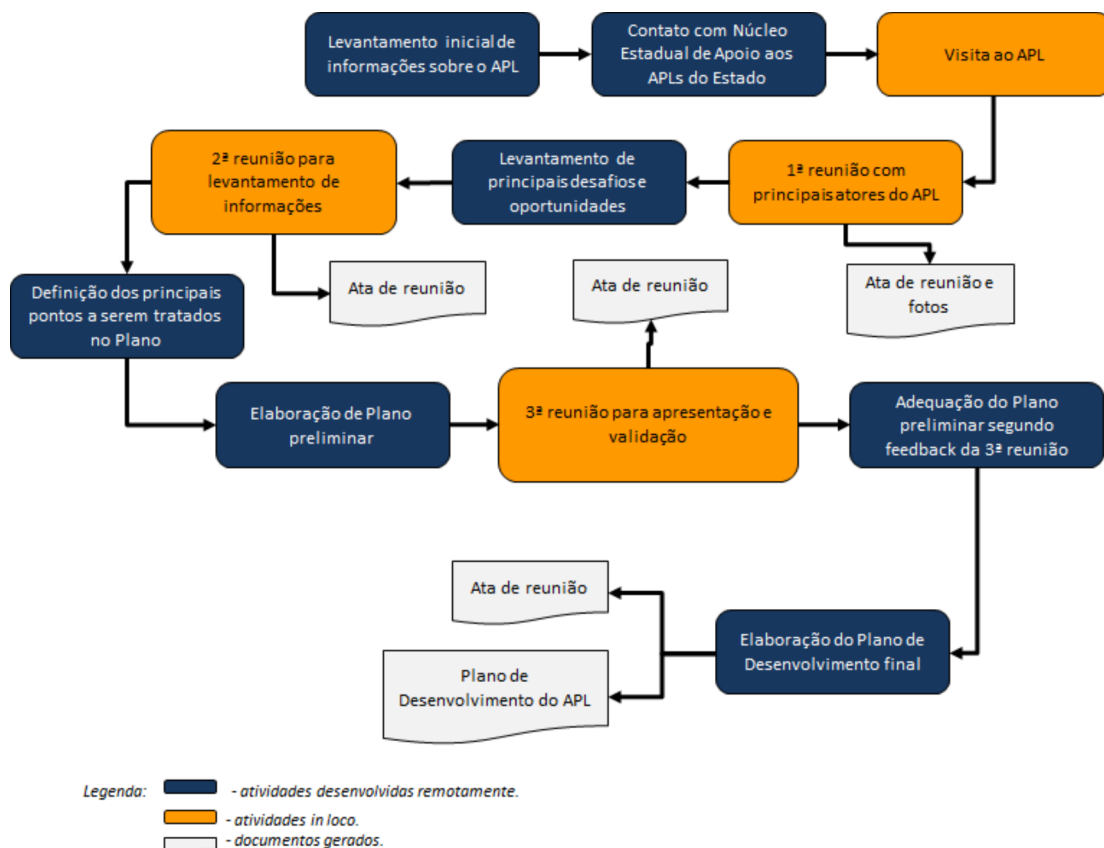 Levantamento inicial de
informações sobre o APL
Contato com Núcleo
Estadual de Apoio aos
APLs do Estado
Visita ao APL
2ª reunião para
levantamento de
informações
Levantamento de
principais desafios e
oportunidades
1ª reunião com
principais atores do APL
Definição dos principais
pontos a serem tratados
no Plano
Ata de reunião
Ata de reunião
Ata de reunião e
fotos
Elaboração de Plano
preliminar
3ª reunião para apresentação e
validação
Adequação do Plano
preliminar segundo
feedback da 3ª reunião
Ata de reunião
Plano de
Desenvolvimento do APL
Elaboração do Plano de
Desenvolvimento final
Legenda:
- atividades desenvolvidas remotamente.
- atividades in loco.
- documentos gerados.